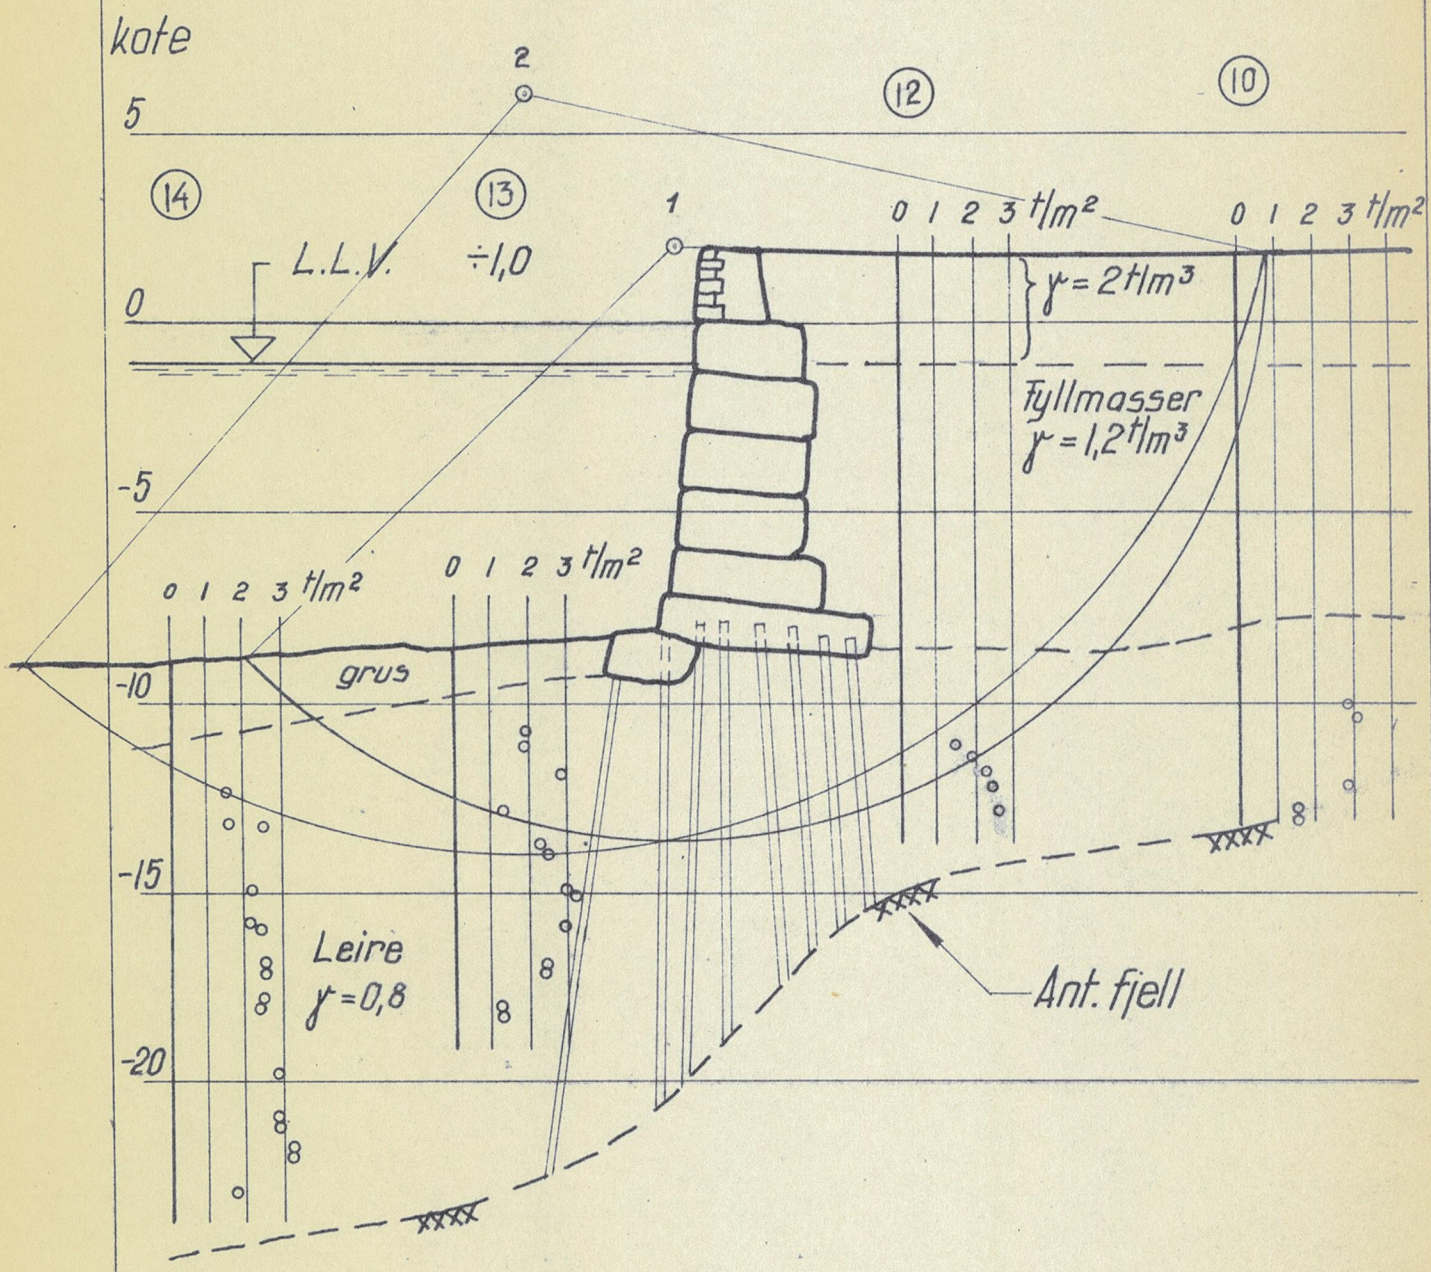 kote
2
12
10
5
14
13
1
0 1 2 3 t/m²
0 1 2 3 t/m²
L.L.V. ÷1,0
γ = 2 t/m³
0
Fyllmasser
γ = 1,2 t/m³
-5
0 1 2 3 t/m²
0 1 2 3 t/m²
grus
-10
-15
Leire
γ = 0,8
Ant. fjell
-20